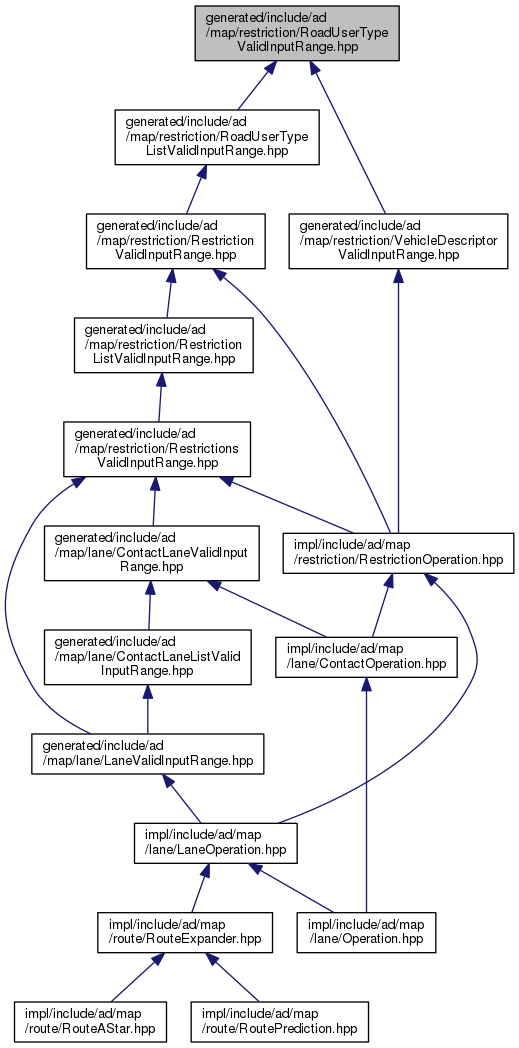 generated/include/ad
/map/restriction/RoadUserType
ValidInputRange.hpp
generated/include/ad
/map/restriction/RoadUserType
ListValidInputRange.hpp
generated/include/ad
/map/restriction/Restriction
ValidInputRange.hpp
generated/include/ad
/map/restriction/VehicleDescriptor
ValidInputRange.hpp
generated/include/ad
/map/restriction/Restriction
ListValidInputRange.hpp
generated/include/ad
/map/restriction/Restrictions
ValidInputRange.hpp
generated/include/ad
/map/lane/ContactLaneValidInput
Range.hpp
impl/include/ad/map
/restriction/RestrictionOperation.hpp
generated/include/ad
/map/lane/ContactLaneListValid
InputRange.hpp
impl/include/ad/map
/lane/ContactOperation.hpp
generated/include/ad
/map/lane/LaneValidInputRange.hpp
impl/include/ad/map
/lane/LaneOperation.hpp
impl/include/ad/map
/route/RouteExpander.hpp
impl/include/ad/map
/lane/Operation.hpp
impl/include/ad/map
/route/RouteAStar.hpp
impl/include/ad/map
/route/RoutePrediction.hpp